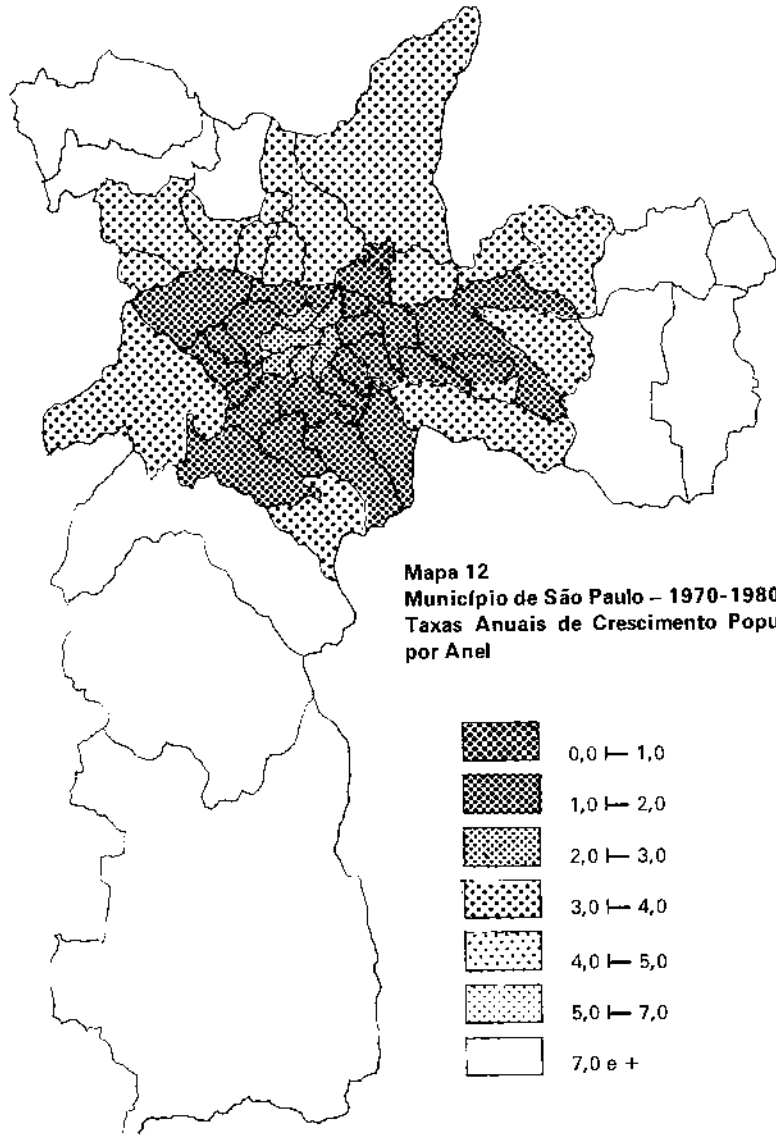 Mapa 12
Município de São Paulo – 1970-1980
Taxas Anuais de Crescimento Popu
por Anel
0,0 ⊢ 1,0
1,0 ⊢ 2,0
2,0 ⊢ 3,0
3,0 ⊢ 4,0
4,0 ⊢ 5,0
5,0 ⊢ 7,0
7,0 e +